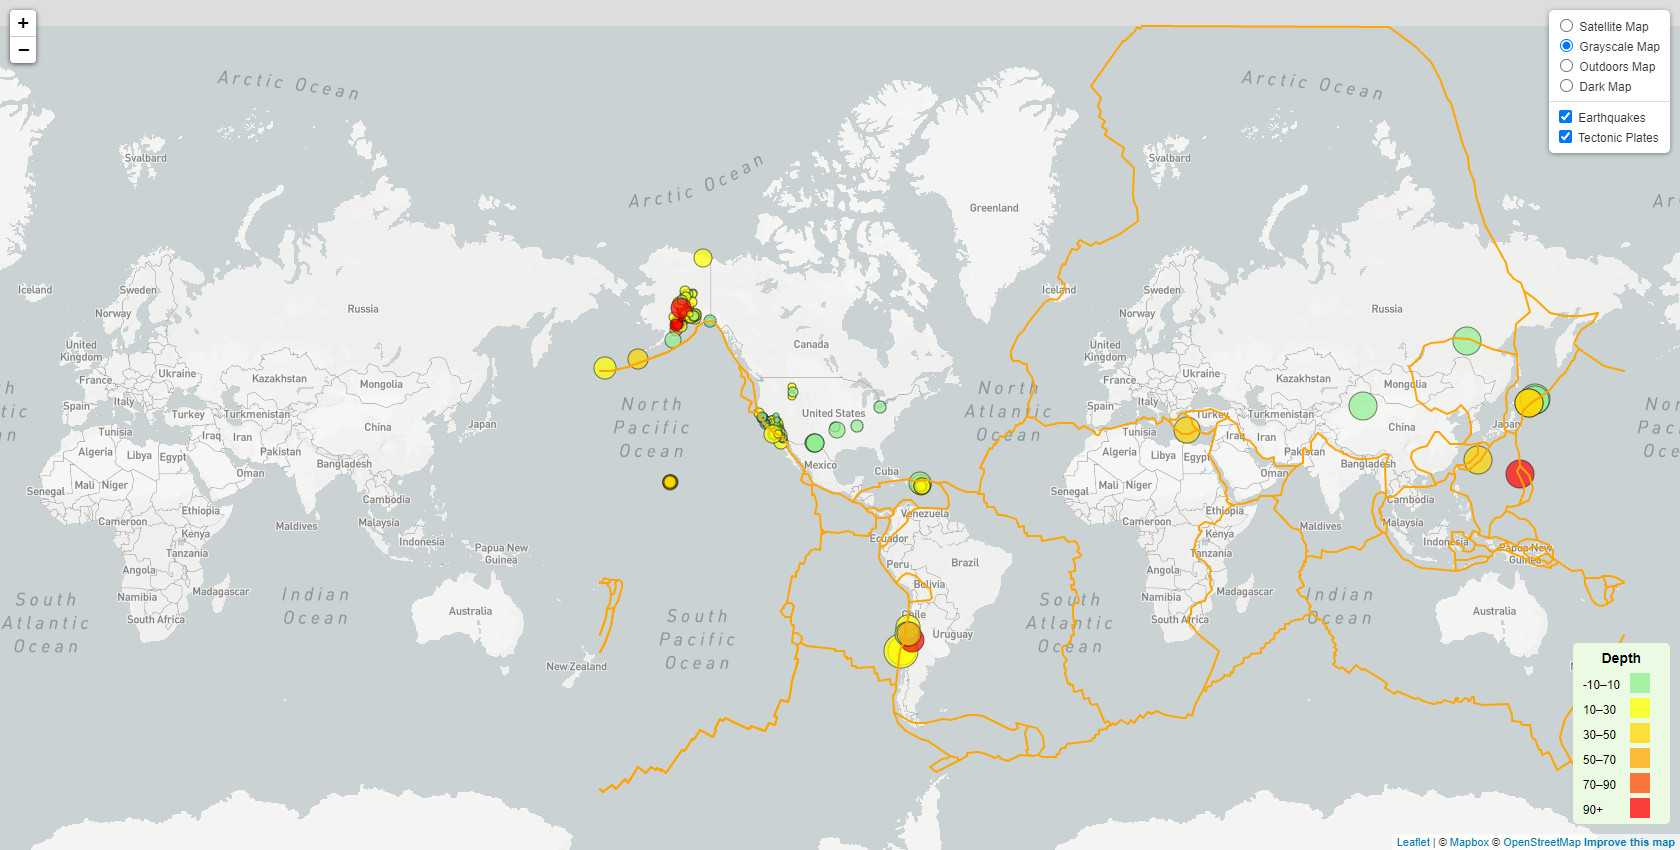 +
−
Arctic Ocean
Arctic Ocean
Arctic Ocean
Satellite Map
Grayscale Map
Outdoors Map
Dark Map
Earthquakes
Tectonic Plates
Svalbard
Svalbard
Greenland
Iceland
Sweden
Norway
Russia
United
Kingdom
France
Ukraine
Kazakhstan
Mongolia
Spain
Italy
Turkey
Turkmenistan
China
Japan
Tunisia
Iraq
Iran
Algeria
Libya
Egypt
Pakistan
Bangladesh
Oman
Senegal
Mali
Niger
Cambodia
Cameroon
Ethiopia
Maldives
Malaysia
Kenya
Indonesia
Papua New
Guinea
Tanzania
Angola
Namibia
Madagascar
South Africa
Australia
New Zealand
South
Atlantic
Ocean
Indian
Ocean
North
Pacific
Ocean
South
Pacific
Ocean
Canada
United States
Mexico
Cuba
Venezuela
Ecuador
Peru
Brazil
Bolivia
Chile
Uruguay
North
Atlantic
Ocean
South
Atlantic
Ocean
Iceland
Sweden
Norway
Russia
United
Kingdom
France
Ukraine
Kazakhstan
Mongolia
Spain
Italy
Turkey
Turkmenistan
China
Japan
Tunisia
Iraq
Iran
Algeria
Libya
Egypt
Pakistan
Bangladesh
Oman
Senegal
Mali
Niger
Cambodia
Cameroon
Ethiopia
Maldives
Malaysia
Kenya
Indonesia
Papua New
Guinea
Tanzania
Angola
Namibia
Madagascar
South Africa
Indian
Ocean
Australia
Depth
-10–10
10–30
30–50
50–70
70–90
90+
Leaflet | © Mapbox © OpenStreetMap Improve this map